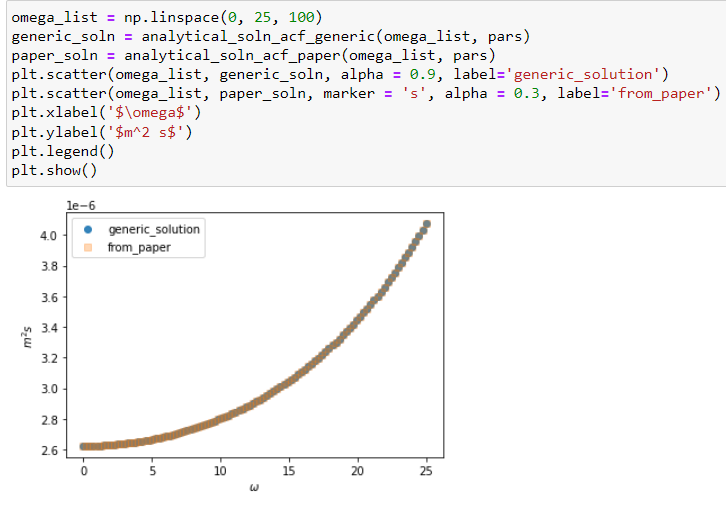 omega_list = np.linspace(0, 25, 100)
generic_soln = analytical_soln_acf_generic(omega_list, pars)
paper_soln = analytical_soln_acf_paper(omega_list, pars)
plt.scatter(omega_list, generic_soln, alpha = 0.9, label='generic_solution')
plt.scatter(omega_list, paper_soln, marker = 's', alpha = 0.3, label='from_paper')
plt.xlabel('$\omega$')
plt.ylabel('$m^2 s$')
plt.legend()
plt.show()
1e−6
generic_solution
from_paper
4.0
3.8
3.6
3.4
3.2
3.0
2.8
2.6
m²s
0 5 10 15 20 25
ω